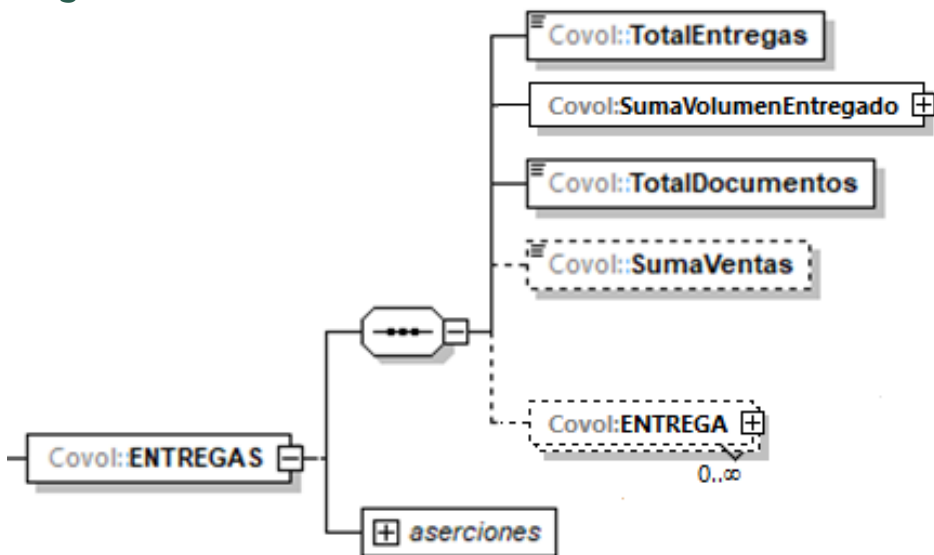 Covol::TotalEntregas
Covol:SumaVolumenEntregado
Covol::TotalDocumentos
Covol::SumaVentas
Covol:ENTREGA
0..∞
Covol::ENTREGAS
aserciones